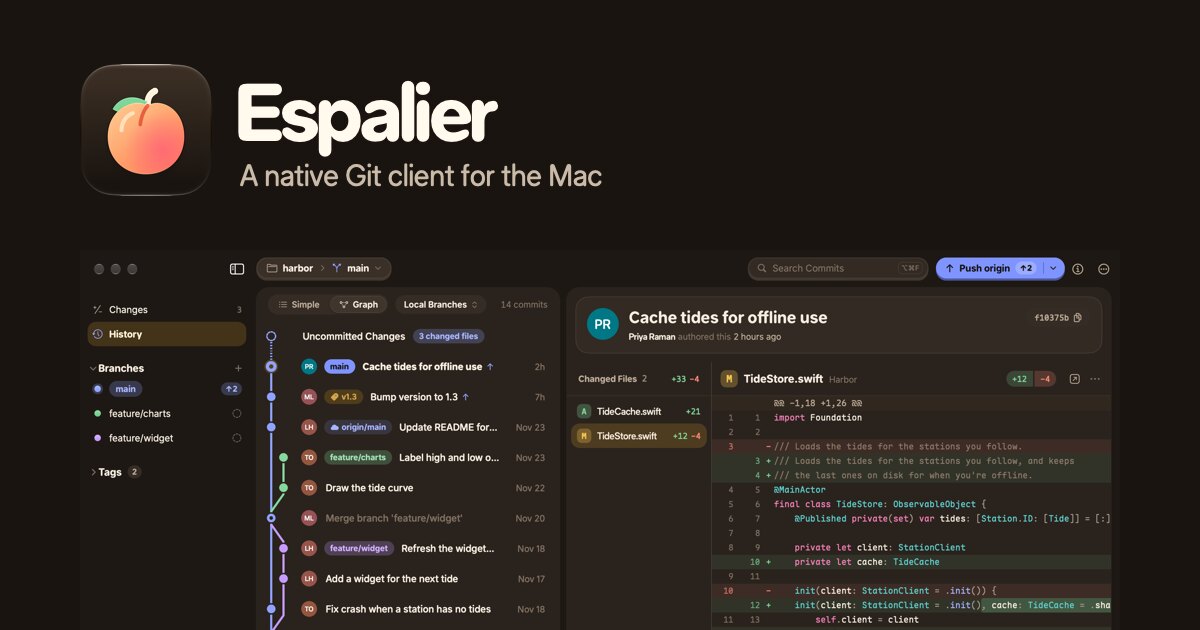 Espalier
A native Git client for the Mac
harbor > main
Search Commits ⌥⌘F
↑ Push origin ↑2
Changes 3
History
Branches +
main ↑2
feature/charts
feature/widget
Tags 2
Simple Graph Local Branches 14 commits
Uncommitted Changes 3 changed files
PR main Cache tides for offline use ↑ 2h
ML v1.3 Bump version to 1.3 ↑ 7h
LH origin/main Update README for... Nov 23
TO feature/charts Label high and low o... Nov 23
TO Draw the tide curve Nov 22
ML Merge branch 'feature/widget' Nov 20
LH feature/widget Refresh the widget... Nov 18
LH Add a widget for the next tide Nov 17
TO Fix crash when a station has no tides Nov 18
PR
Cache tides for offline use
Priya Raman authored this 2 hours ago
f10375b
Changed Files 2 +33 −4
A TideCache.swift +21
M TideStore.swift +12 −4
M TideStore.swift Harbor +12 −4
@@ -1,18 +1,26 @@
1 1 import Foundation
2 2
3 - /// Loads the tides for the stations you follow.
3 + /// Loads the tides for the stations you follow, and keeps
4 + /// the last ones on disk for when you're offline.
4 5 @MainActor
5 6 final class TideStore: ObservableObject {
6 7 @Published private(set) var tides: [Station.ID: [Tide]] = [:]
7 8
8 9 private let client: StationClient
10 + private let cache: TideCache
9 11
10 - init(client: StationClient = .init()) {
12 + init(client: StationClient = .init(), cache: TideCache = .sha
11 13 self.client = client